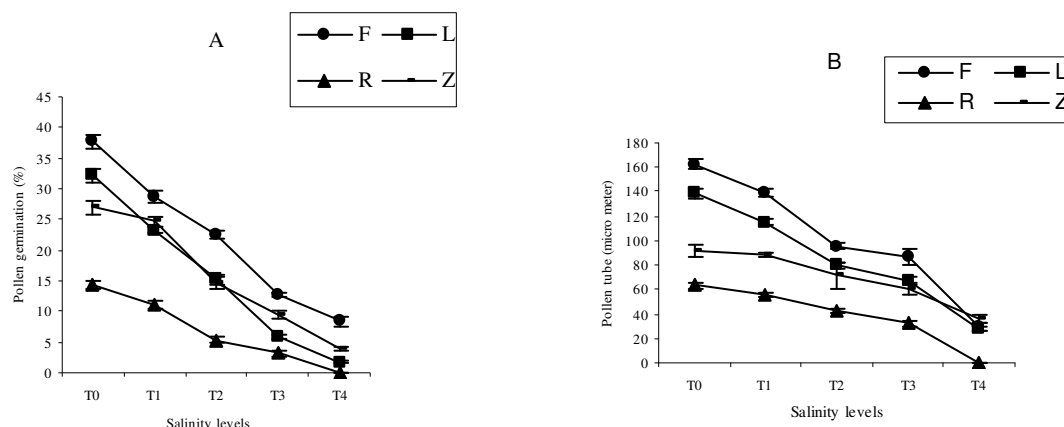 A
F L
R Z
45
40
35
30
25
20
15
10
5
0
Pollen germination (%)
T0 T1 T2 T3 T4
Salinity levels
B
F L
R Z
180
160
140
120
100
80
60
40
20
0
Pollen tube (micro meter)
T0 T1 T2 T3 T4
Salinity levels